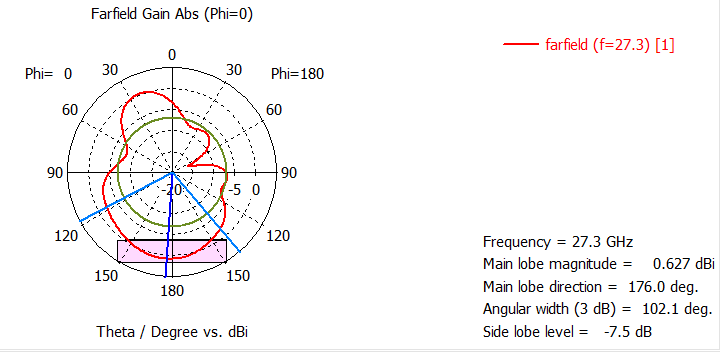 Farfield Gain Abs (Phi=0)
farfield (f=27.3) [1]
Phi= 0
30
0
30
Phi=180
60
60
90
-20
-5
0
90
120
120
150
180
150
Frequency = 27.3 GHz
Main lobe magnitude = 0.627 dBi
Main lobe direction = 176.0 deg.
Angular width (3 dB) = 102.1 deg.
Side lobe level = -7.5 dB
Theta / Degree vs. dBi